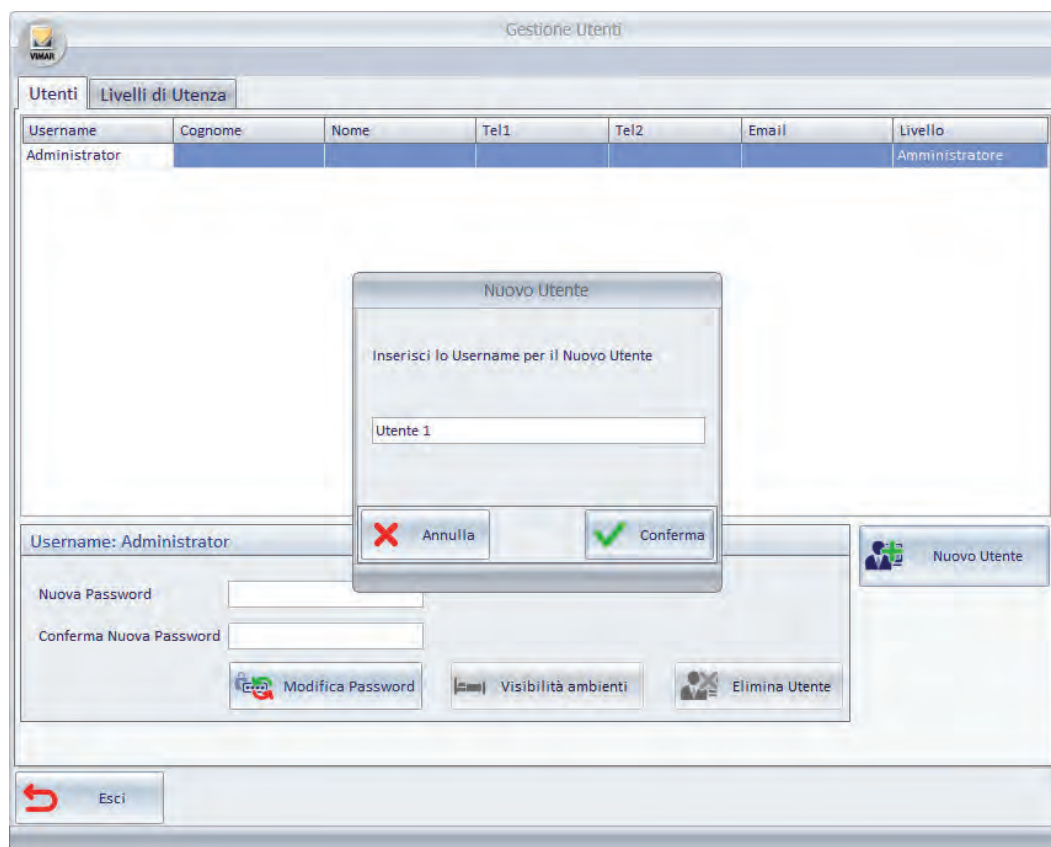 Gestione Utenti
VIMAR
Utenti Livelli di Utenza
Username Cognome Nome Tel1 Tel2 Email Livello
Administrator Amministratore
Nuovo Utente
Inserisci lo Username per il Nuovo Utente
Utente 1
Annulla Conferma
Username: Administrator
Nuovo Utente
Nuova Password
Conferma Nuova Password
Modifica Password Visibilità ambienti Elimina Utente
Esci